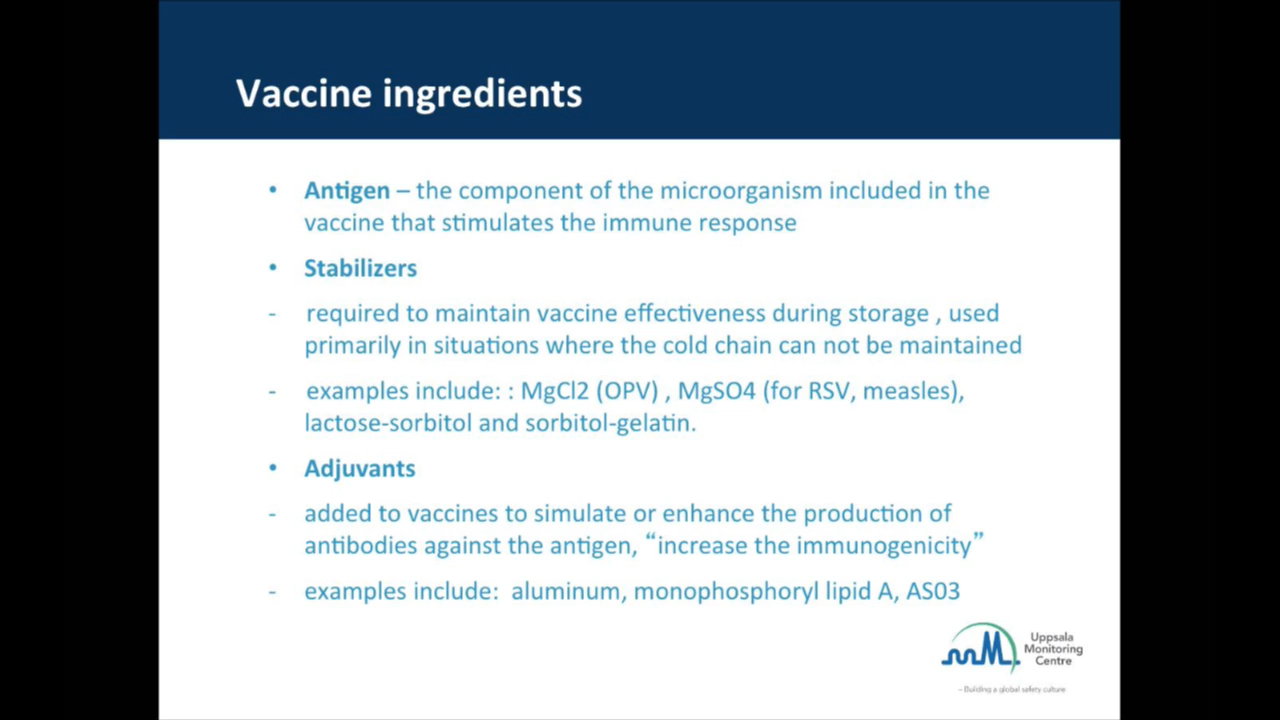 Vaccine ingredients
• Antigen – the component of the microorganism included in the
vaccine that stimulates the immune response
• Stabilizers
- required to maintain vaccine effectiveness during storage , used
primarily in situations where the cold chain can not be maintained
- examples include: : MgCl2 (OPV) , MgSO4 (for RSV, measles),
lactose-sorbitol and sorbitol-gelatin.
• Adjuvants
- added to vaccines to simulate or enhance the production of
antibodies against the antigen, “increase the immunogenicity”
- examples include: aluminum, monophosphoryl lipid A, AS03
Uppsala
Monitoring
Centre
– Building a global safety culture